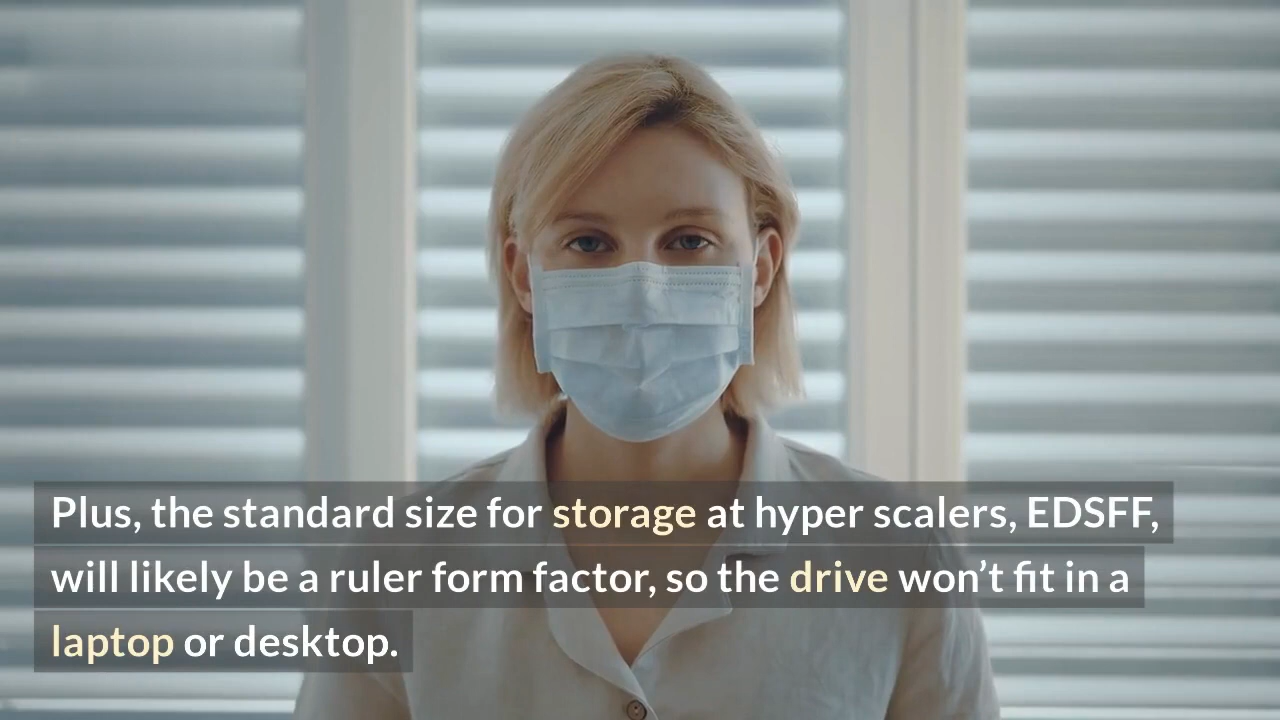 Plus, the standard size for storage at hyper scalers, EDSFF,
will likely be a ruler form factor, so the drive won’t fit in a
laptop or desktop.